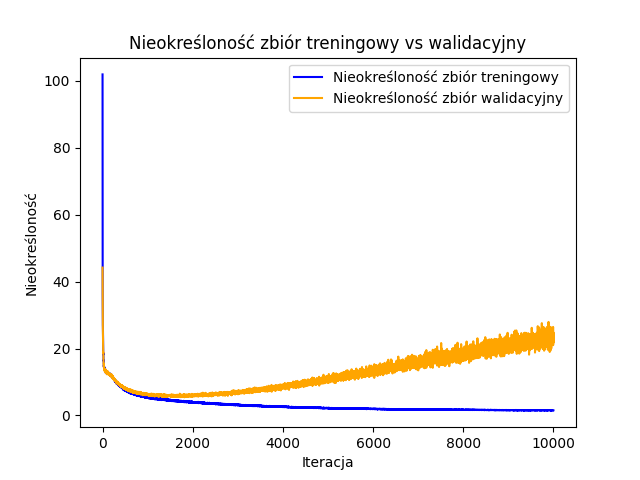 Nieokreśloność zbiór treningowy vs walidacyjny
Nieokreśloność zbiór treningowy
Nieokreśloność zbiór walidacyjny
Nieokreśloność
100
80
60
40
20
0
0 2000 4000 6000 8000 10000
Iteracja